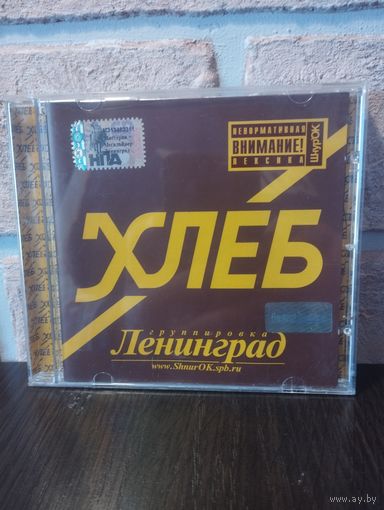 НЕНОРМАТИВНАЯ
ВНИМАНИЕ!
ЛЕКСИКА
ШнурОК
НПА
ХЛЕБ
группировка
Ленинград
www.ShnurOK.spb.ru
www.ay.by